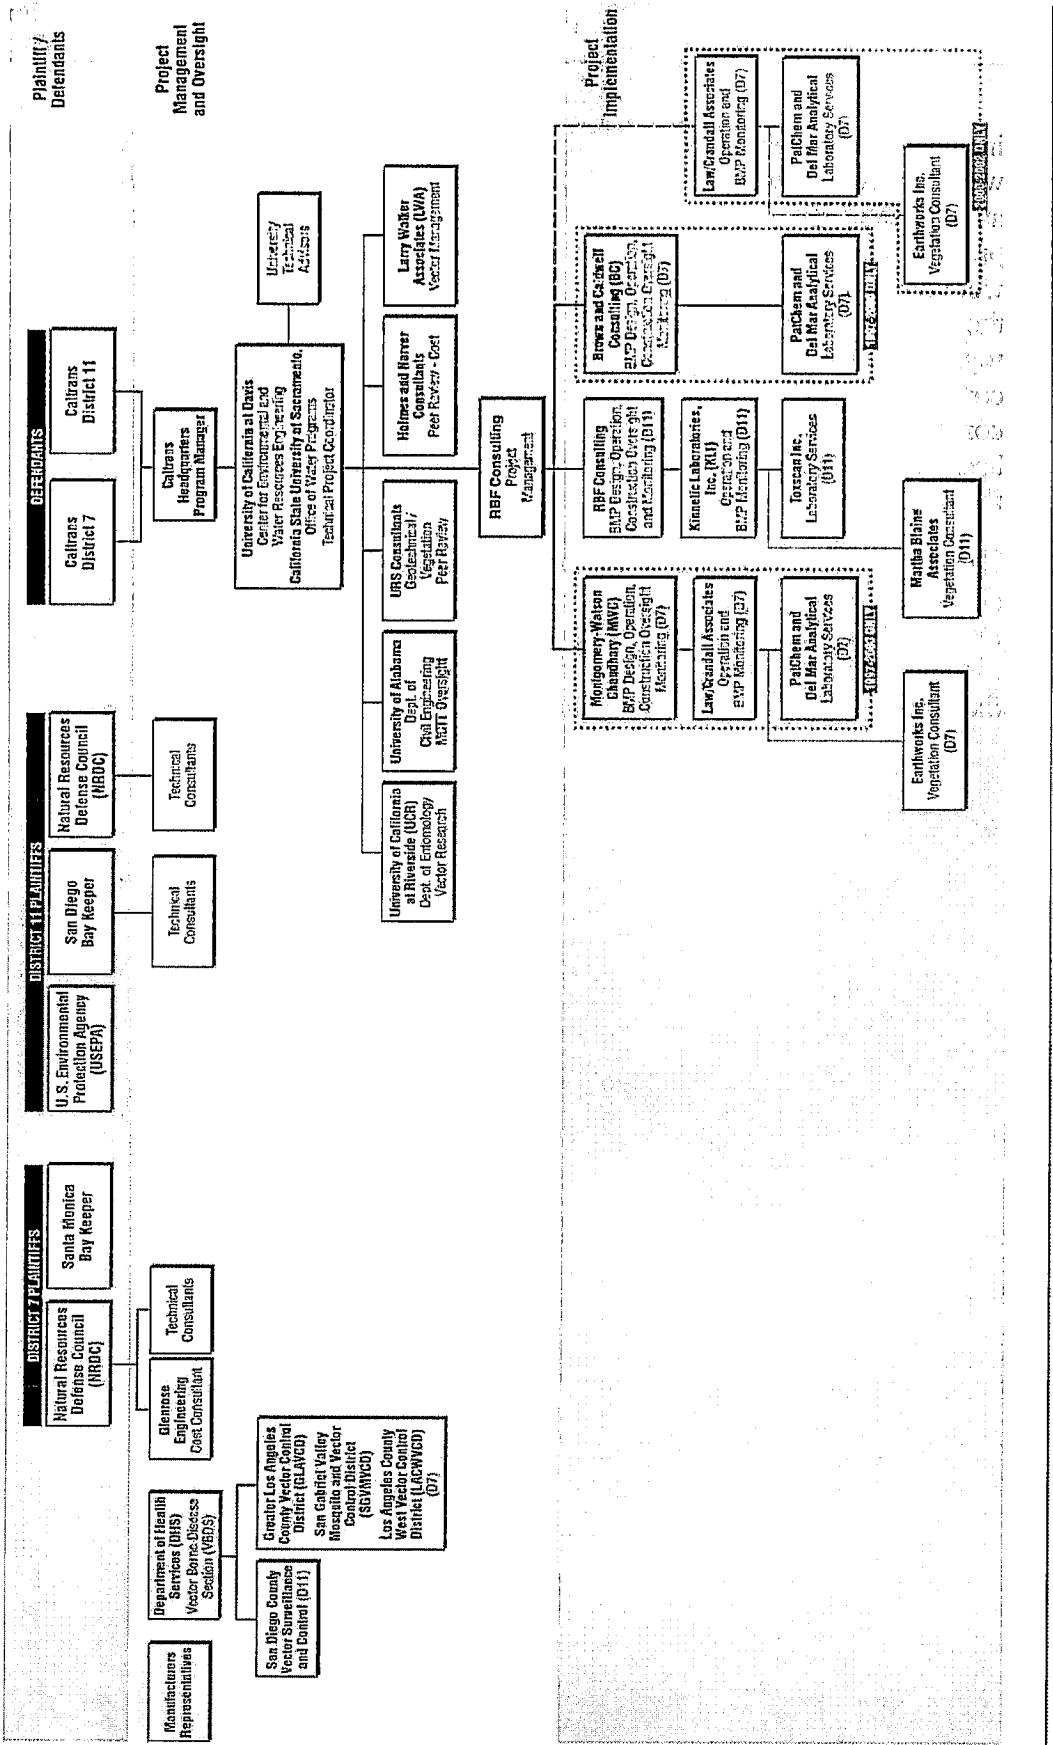 Plaintiff/
Defendants
DISTRICT 7 PLAINTIFFS
Natural Resources
Defense Council
(NRDC)
Santa Monica
Bay Keeper
DISTRICT 11 PLAINTIFFS
U.S. Environmental
Protection Agency
(USEPA)
San Diego
Bay Keeper
Natural Resources
Defense Council
(NRDC)
DEFENDANTS
Caltrans
District 7
Caltrans
District 11
Project
Management
and Oversight
Manufacturers
Representitives
Department of Health
Services (DHS)
Vector Borne Disease
Section (VBDS)
Glenrose
Engineering
Cost Consultant
Technical
Consultants
Technical
Consultants
Technical
Consultants
Caltrans
Headquarters
Program Manager
San Diego County
Vector Surveillance
and Control (D11)
Greater Los Angeles
County Vector Control
District (GLAVCD)
San Gabriel Valley
Mosquito and Vector
Control District
(SGVMVCD)
Los Angeles County
West Vector Control
District (LACWVCD)
(D7)
University of California at Davis
Center for Environmental and
Water Resources Engineering
California State University of Sacramento,
Office of Water Programs
Technical Project Coordinator
University
Technical
Advisors
University of California
at Riverside (UCR)
Dept. of Entomology
Vector Research
University of Alabama
Dept. of
Civil Engineering
MCTT Oversight
URS Consultants
Geotechnical /
Vegetation
Peer Review
Holmes and Harver
Consultants
Peer Review - Cost
Larry Walker
Associates (LWA)
Vector Management
RBF Consulting
Project
Management
Project
Implementation
Montgomery-Watson
Chaudhary (MWC)
BMP Design, Operation,
Construction Oversight
Monitoring (D7)
Law/Crandall Associates
Operation and
BMP Monitoring (D7)
PatChem and
Del Mar Analytical
Laboratory Services
(D7)
Earthworks Inc.
Vegetation Consultant
(D7)
RBF Consulting
BMP Design, Operation,
Construction Oversight
and Monitoring (D11)
Kinnetic Laboratories,
Inc. (KLI)
Operation and
BMP Monitoring (D11)
Toxscan Inc.
Laboratory Services
(D11)
Martha Blaine
Associates
Vegetation Consultant
(D11)
Brown and Caldwell
Consulting (BC)
BMP Design, Operation,
Construction Oversight
Monitoring (D7)
PatChem and
Del Mar Analytical
Laboratory Services
(D7)
Law/Crandall Associates
Operation and
BMP Monitoring (D7)
PatChem and
Del Mar Analytical
Laboratory Services
(D7)
Earthworks Inc.
Vegetation Consultant
(D7)